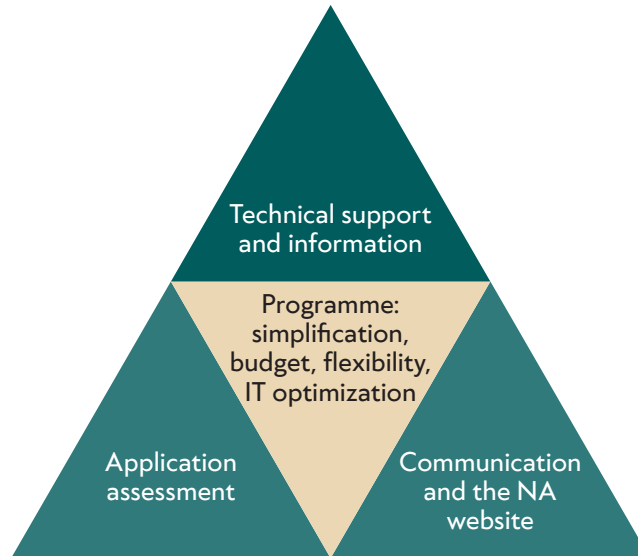 Technical support
and information
Programme:
simplification,
budget, flexibility,
IT optimization
Application
assessment
Communication
and the NA
website